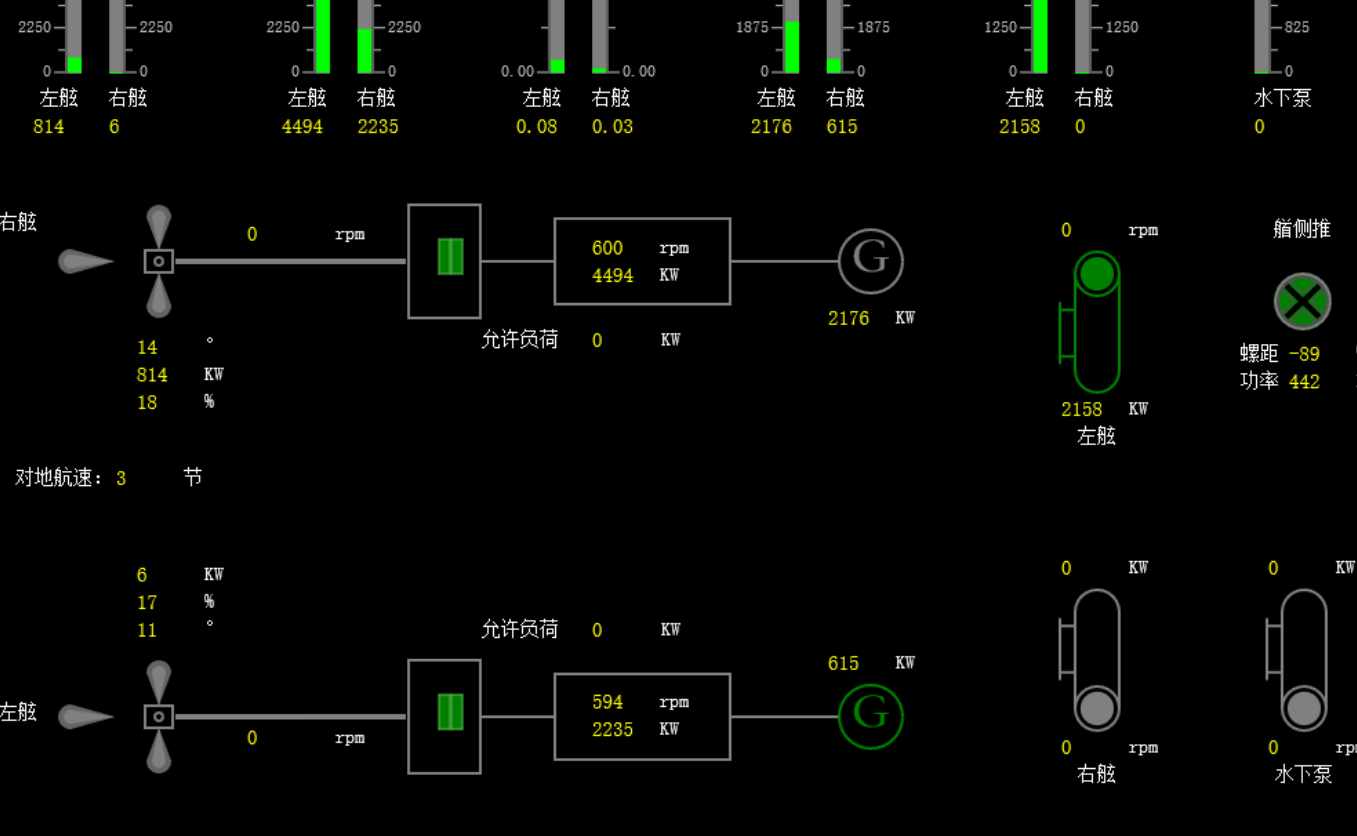 2250 2250 2250 2250 1875 1875 1250 1250 825
0 0 0 0 0.00 0.00 0 0 0 0 0
左舷 右舷 左舷 右舷 左舷 右舷 左舷 右舷 左舷 右舷 水下泵
814 6 4494 2235 0.08 0.03 2176 615 2158 0 0
右舷 0 rpm 0 rpm 艏侧推
600 rpm G
4494 KW
2176 KW
允许负荷 0 KW
14 °
814 KW
18 %
螺距 -89
功率 442
2158 KW
左舷
对地航速: 3 节
6 KW
17 %
11 °
允许负荷 0 KW
0 KW 0 KW
615 KW
594 rpm G
2235 KW
左舷 0 rpm
0 rpm 0
右舷 水下泵